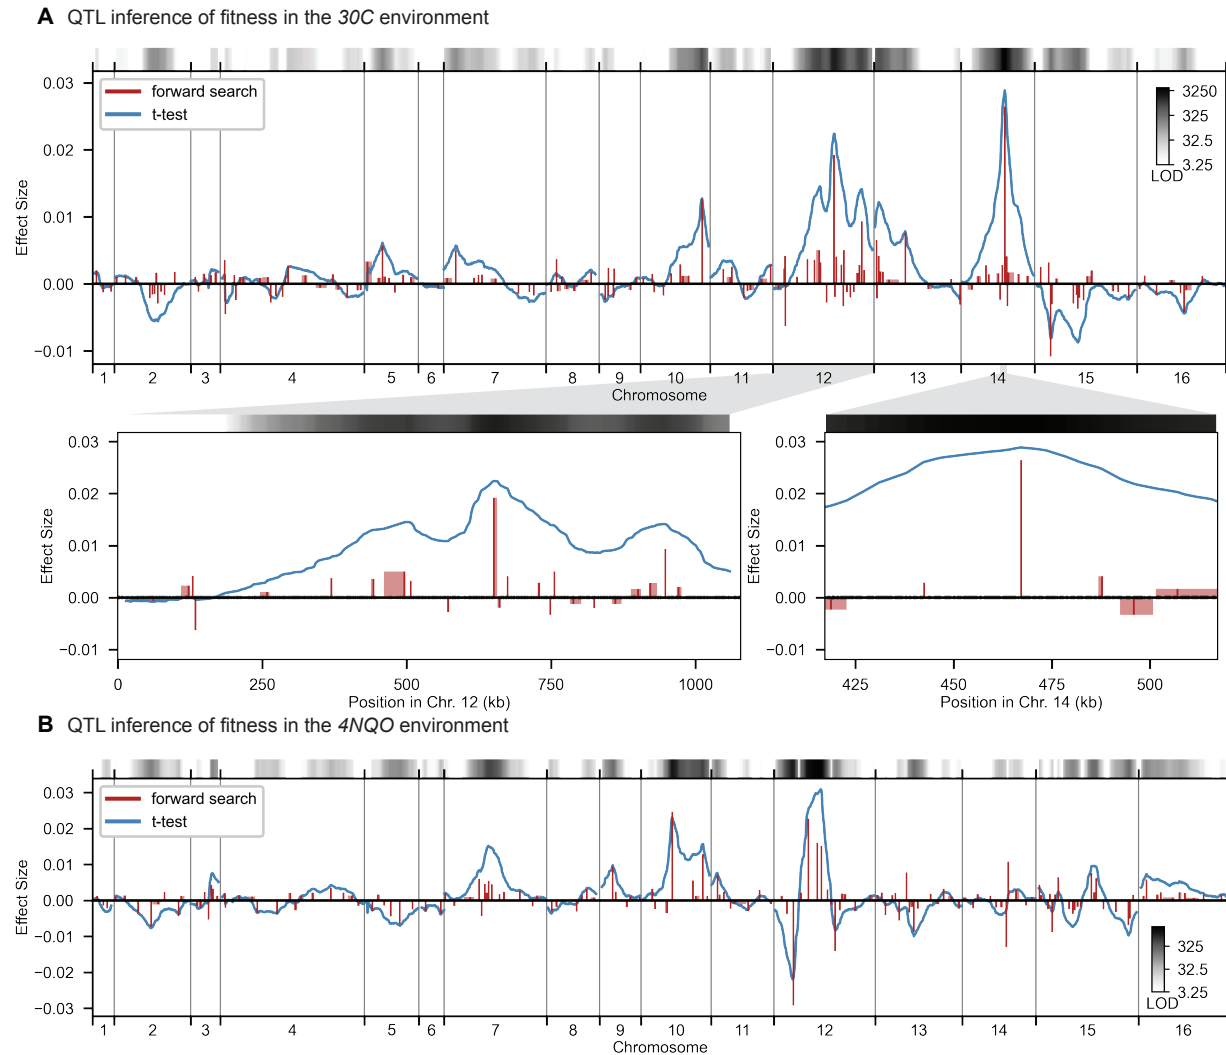 A QTL inference of fitness in the 30C environment
forward search
t-test
3250
325
32.5
3.25
LOD
0.03
0.02
0.01
0.00
−0.01
Effect Size
1 2 3 4 5 6 7 8 9 10 11 12 13 14 15 16
Chromosome
0.03
0.02
0.01
0.00
−0.01
Effect Size
0 250 500 750 1000
Position in Chr. 12 (kb)
0.03
0.02
0.01
0.00
−0.01
Effect Size
425 450 475 500
Position in Chr. 14 (kb)
B QTL inference of fitness in the 4NQO environment
forward search
t-test
0.03
0.02
0.01
0.00
−0.01
−0.02
−0.03
Effect Size
325
32.5
3.25
LOD
1 2 3 4 5 6 7 8 9 10 11 12 13 14 15 16
Chromosome